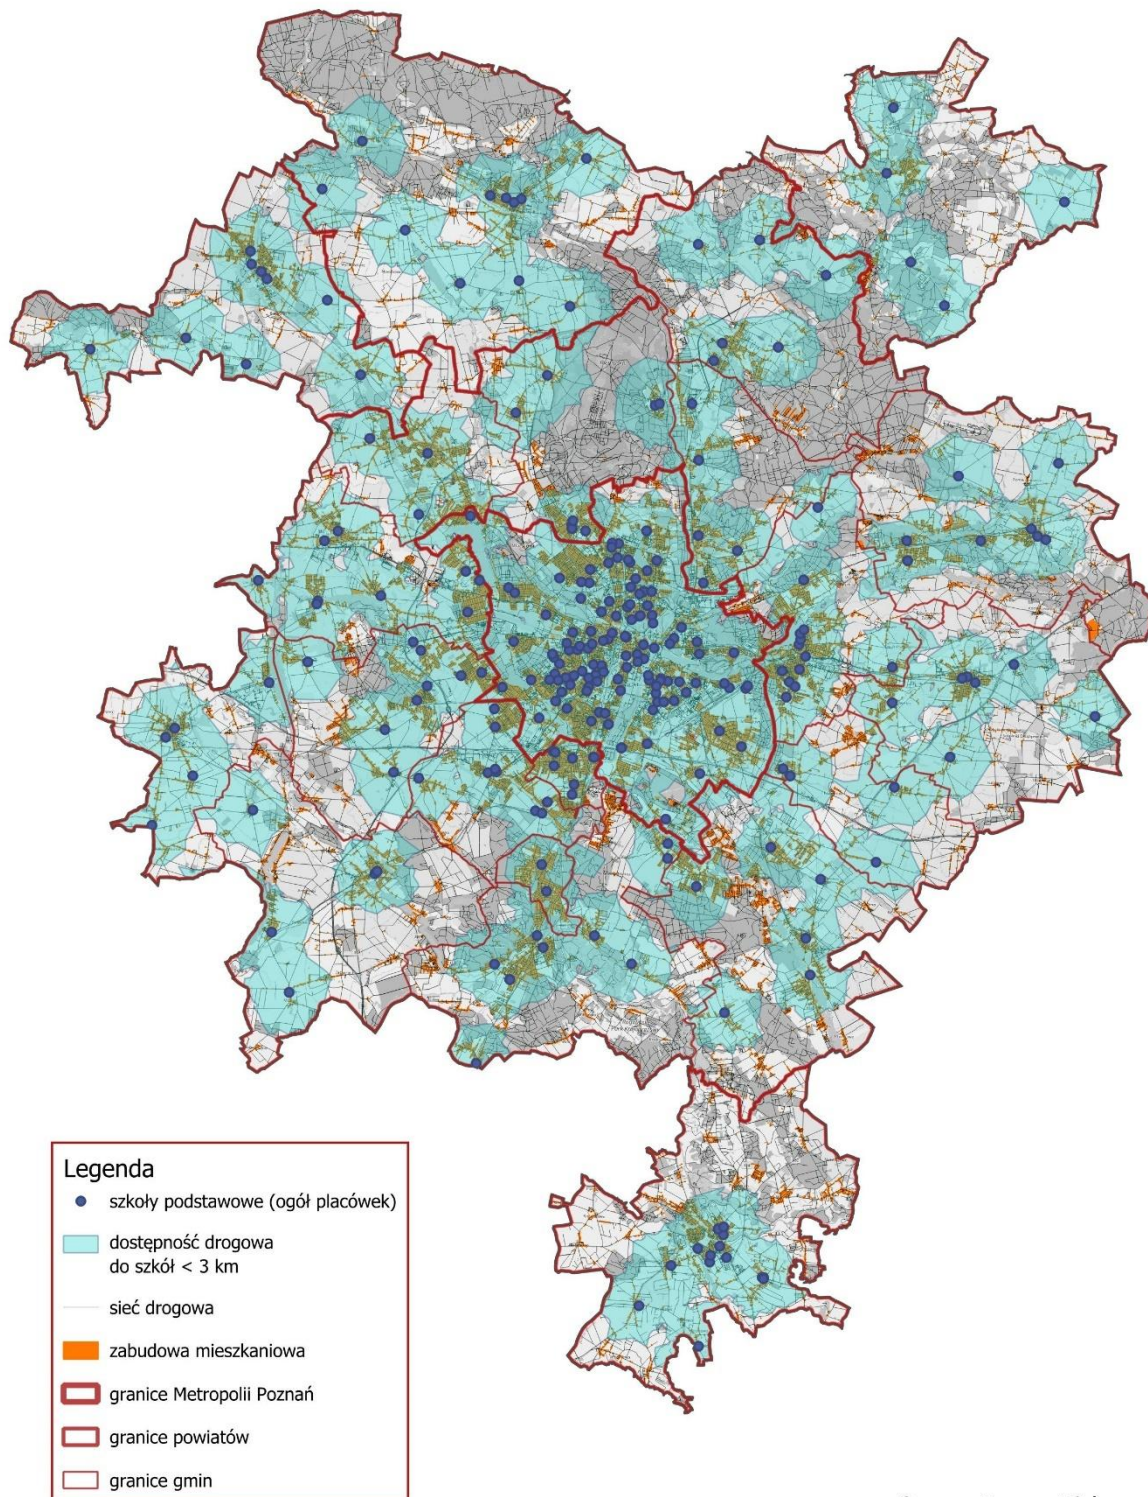 Legenda
szkoły podstawowe (ogół placówek)
dostępność drogowa
do szkół < 3 km
sieć drogowa
zabudowa mieszkaniowa
granice Metropolii Poznań
granice powiatów
granice gmin